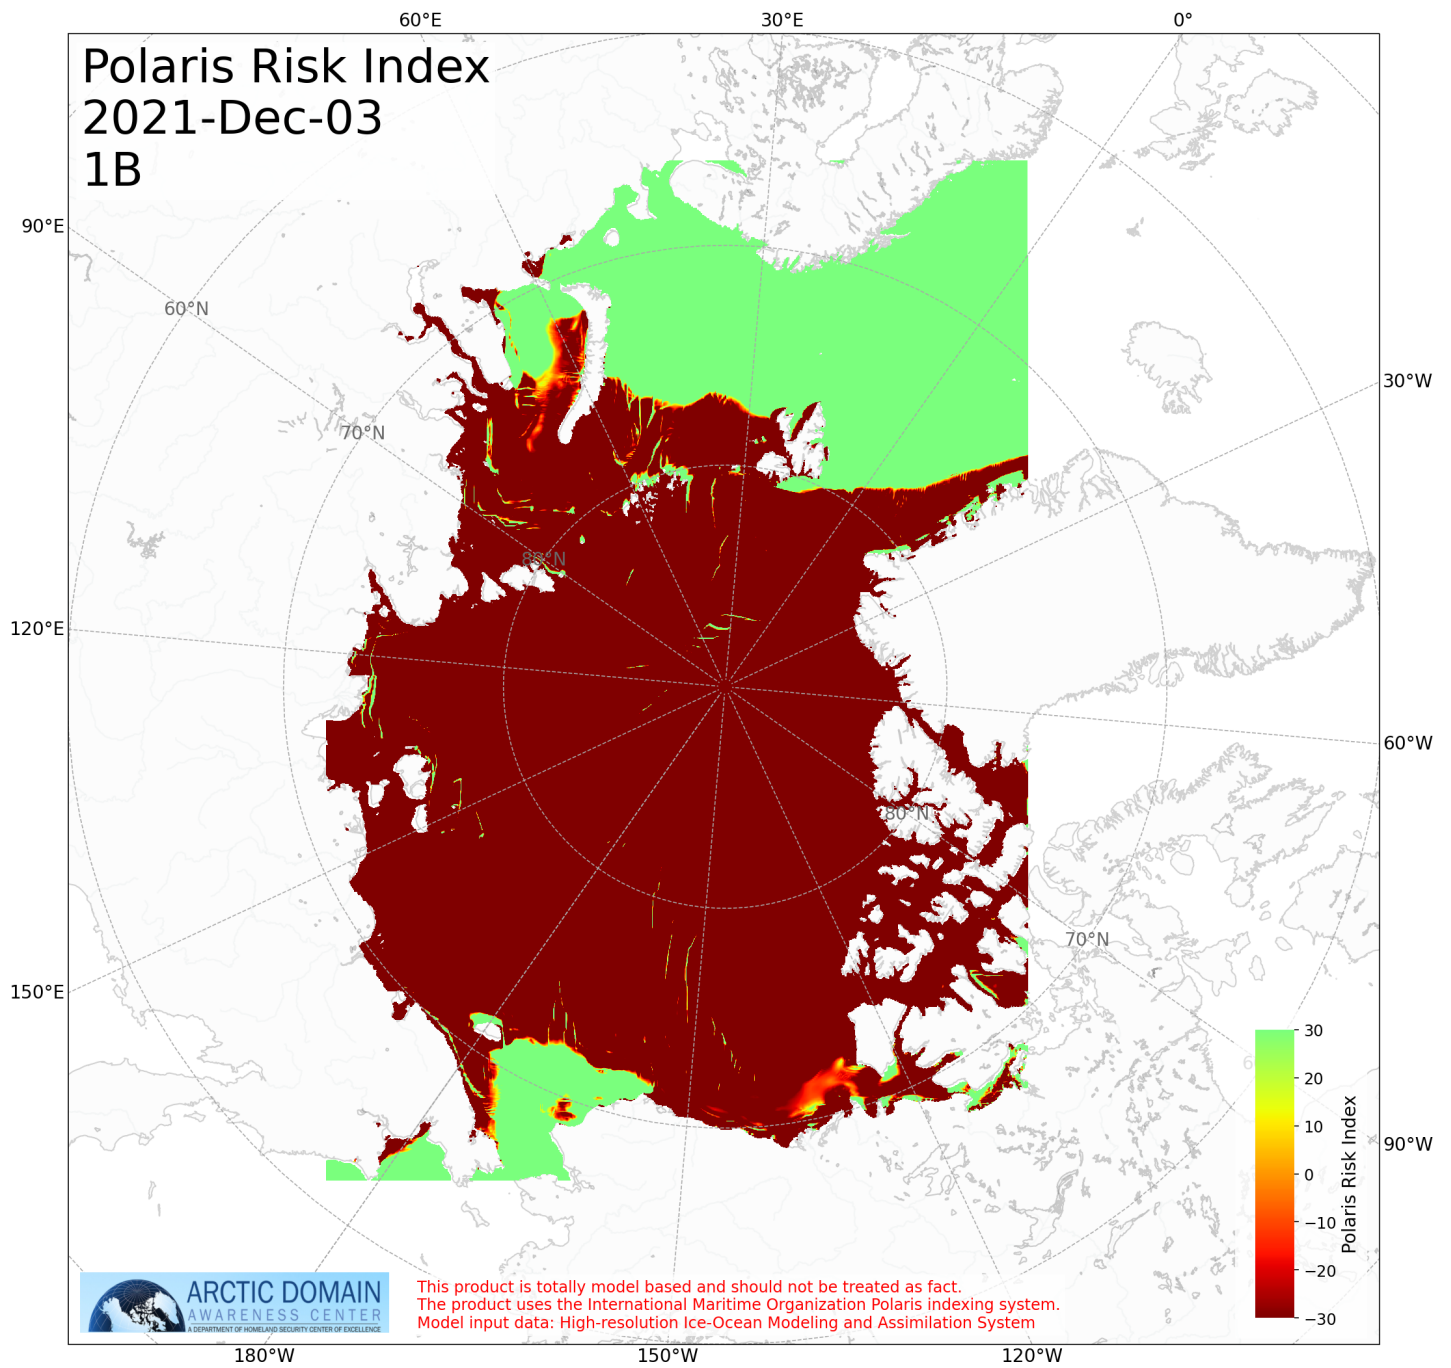 60°E 30°E 0°
Polaris Risk Index
2021-Dec-03
1B
90°E
60°N
30°W
70°N
80°N
120°E
60°W
80°N
70°N
150°E
30
20
10
0
−10
−20
−30
Polaris Risk Index
90°W
ARCTIC DOMAIN
AWARENESS CENTER
A DEPARTMENT OF HOMELAND SECURITY CENTER OF EXCELLENCE
This product is totally model based and should not be treated as fact.
The product uses the International Maritime Organization Polaris indexing system.
Model input data: High-resolution Ice-Ocean Modeling and Assimilation System
180°W 150°W 120°W